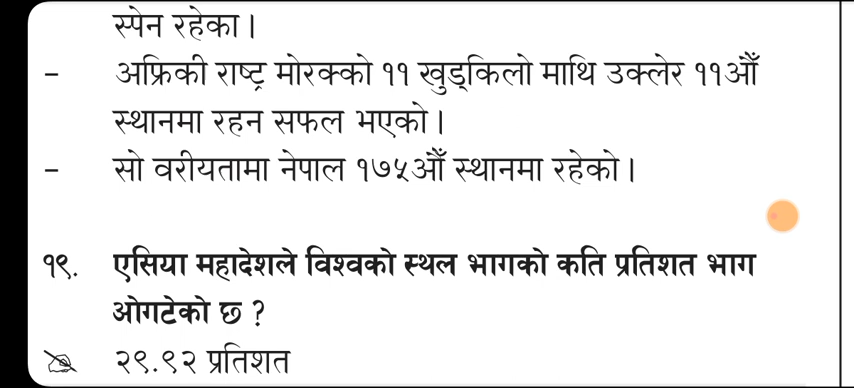 स्पेन रहेका ।
- अफ्रिकी राष्ट्र मोरक्को ११ खुड्किलो माथि उक्लेर ११औँ
स्थानमा रहन सफल भएको ।
- सो वरीयतामा नेपाल १७५औँ स्थानमा रहेको ।
१९. एसिया महादेशले विश्वको स्थल भागको कति प्रतिशत भाग
ओगटेको छ ?
२९.९२ प्रतिशत